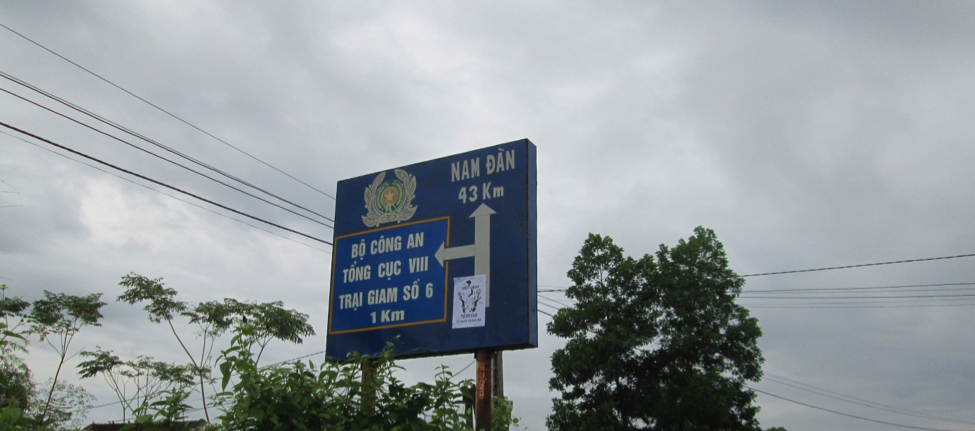 NAM ĐÀN
43 Km
BỘ CÔNG AN
TỔNG CỤC VIII
TRẠI GIAM SỐ 6
1 Km